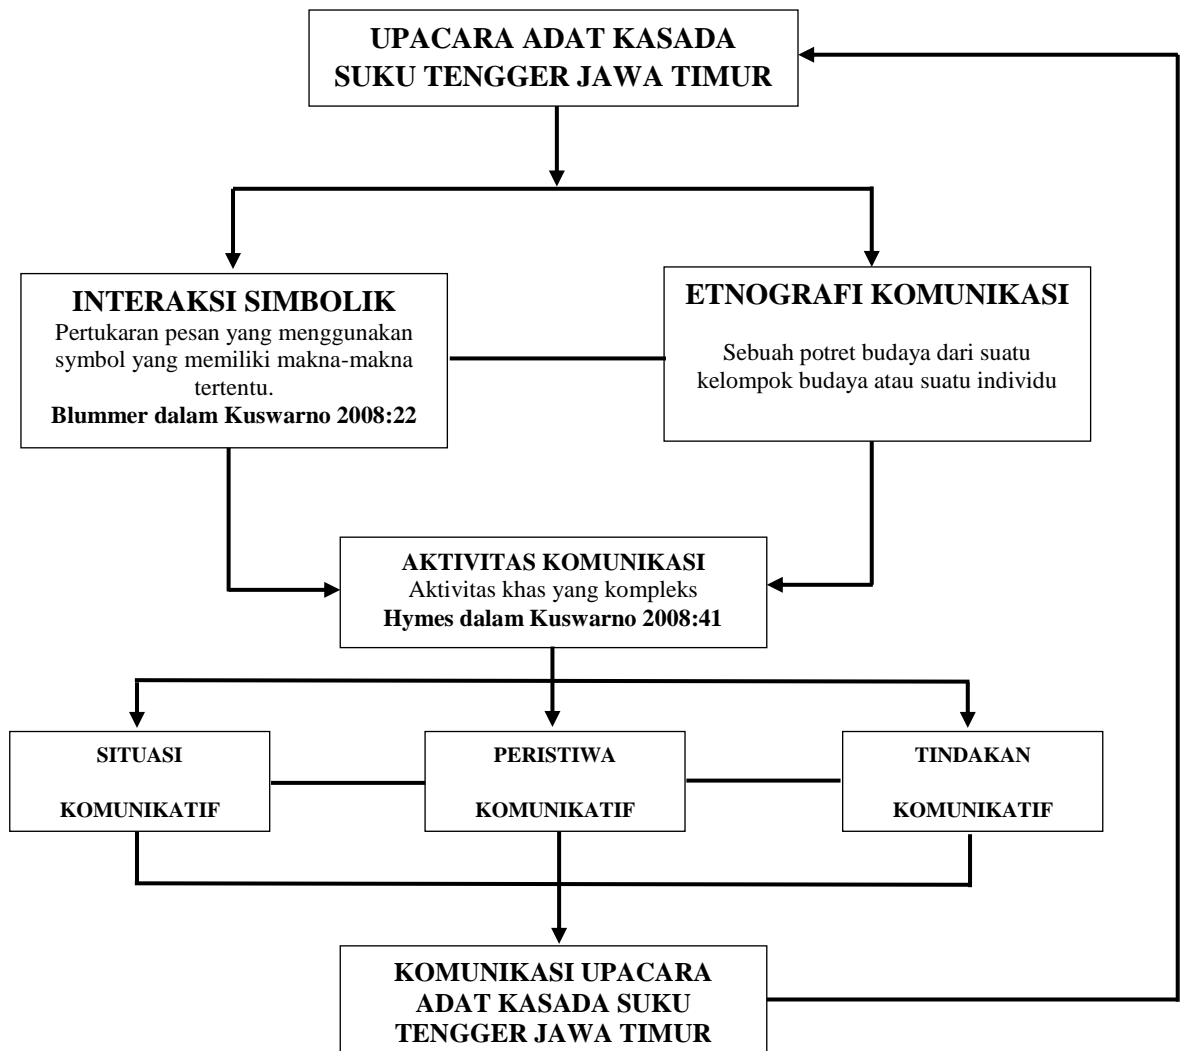 UPACARA ADAT KASADA
SUKU TENGGER JAWA TIMUR
INTERAKSI SIMBOLIK
Pertukaran pesan yang menggunakan
symbol yang memiliki makna-makna
tertentu.
Blummer dalam Kuswarno 2008:22
ETNOGRAFI KOMUNIKASI
Sebuah potret budaya dari suatu
kelompok budaya atau suatu individu
AKTIVITAS KOMUNIKASI
Aktivitas khas yang kompleks
Hymes dalam Kuswarno 2008:41
SITUASI
KOMUNIKATIF
PERISTIWA
KOMUNIKATIF
TINDAKAN
KOMUNIKATIF
KOMUNIKASI UPACARA
ADAT KASADA SUKU
TENGGER JAWA TIMUR